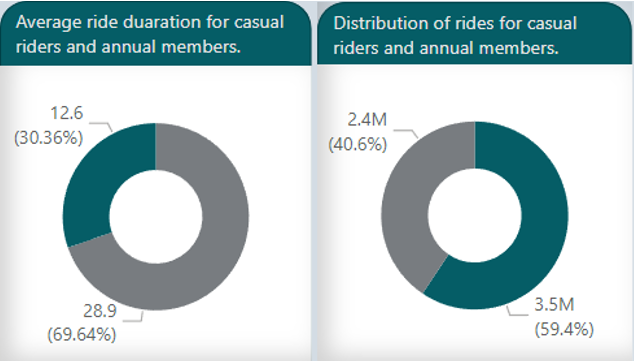 Average ride duaration for casual
riders and annual members.
12.6
(30.36%)
28.9
(69.64%)
Distribution of rides for casual
riders and annual members.
2.4M
(40.6%)
3.5M
(59.4%)